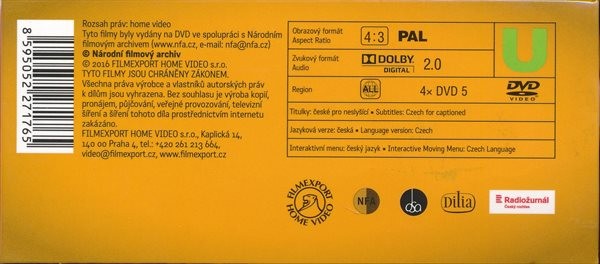 8595052271765
Rozsah práv: home video
Tyto filmy byly vydány na DVD ve spolupráci s Národním
filmovým archivem (www.nfa.cz, e-mail: nfa@nfa.cz)
© Národní filmový archiv
© 2016 FILMEXPORT HOME VIDEO s.r.o.
TYTO FILMY JSOU CHRÁNĚNY ZÁKONEM.
Všechna práva výrobce a vlastníků autorských práv
k dílům jsou vyhrazena. Bez souhlasu je výroba kopií,
pronájem, půjčování, veřejné provozování, televizní
šíření a šíření tohoto díla prostřednictvím internetu
zakázáno.
FILMEXPORT HOME VIDEO s.r.o., Kaplická 14,
140 00 Praha 4, tel.: +420 261 213 664,
video@filmexport.cz, filmexport.cz
Obrazový formát
Aspect Ratio
4:3 PAL
Zvukový formát
Audio
DOLBY
DIGITAL
2.0
Region
ALL
4× DVD 5
U
DVD
VIDEO
Titulky: české pro neslyšící • Subtitles: Czech for captioned
Jazyková verze: česká • Language version: Czech
Interaktivní menu: český jazyk • Interactive Moving Menu: Czech Language
FILMEXPORT
HOME VIDEO
NFA
dsa
Dilia
Radiožurnál
Český rozhlas